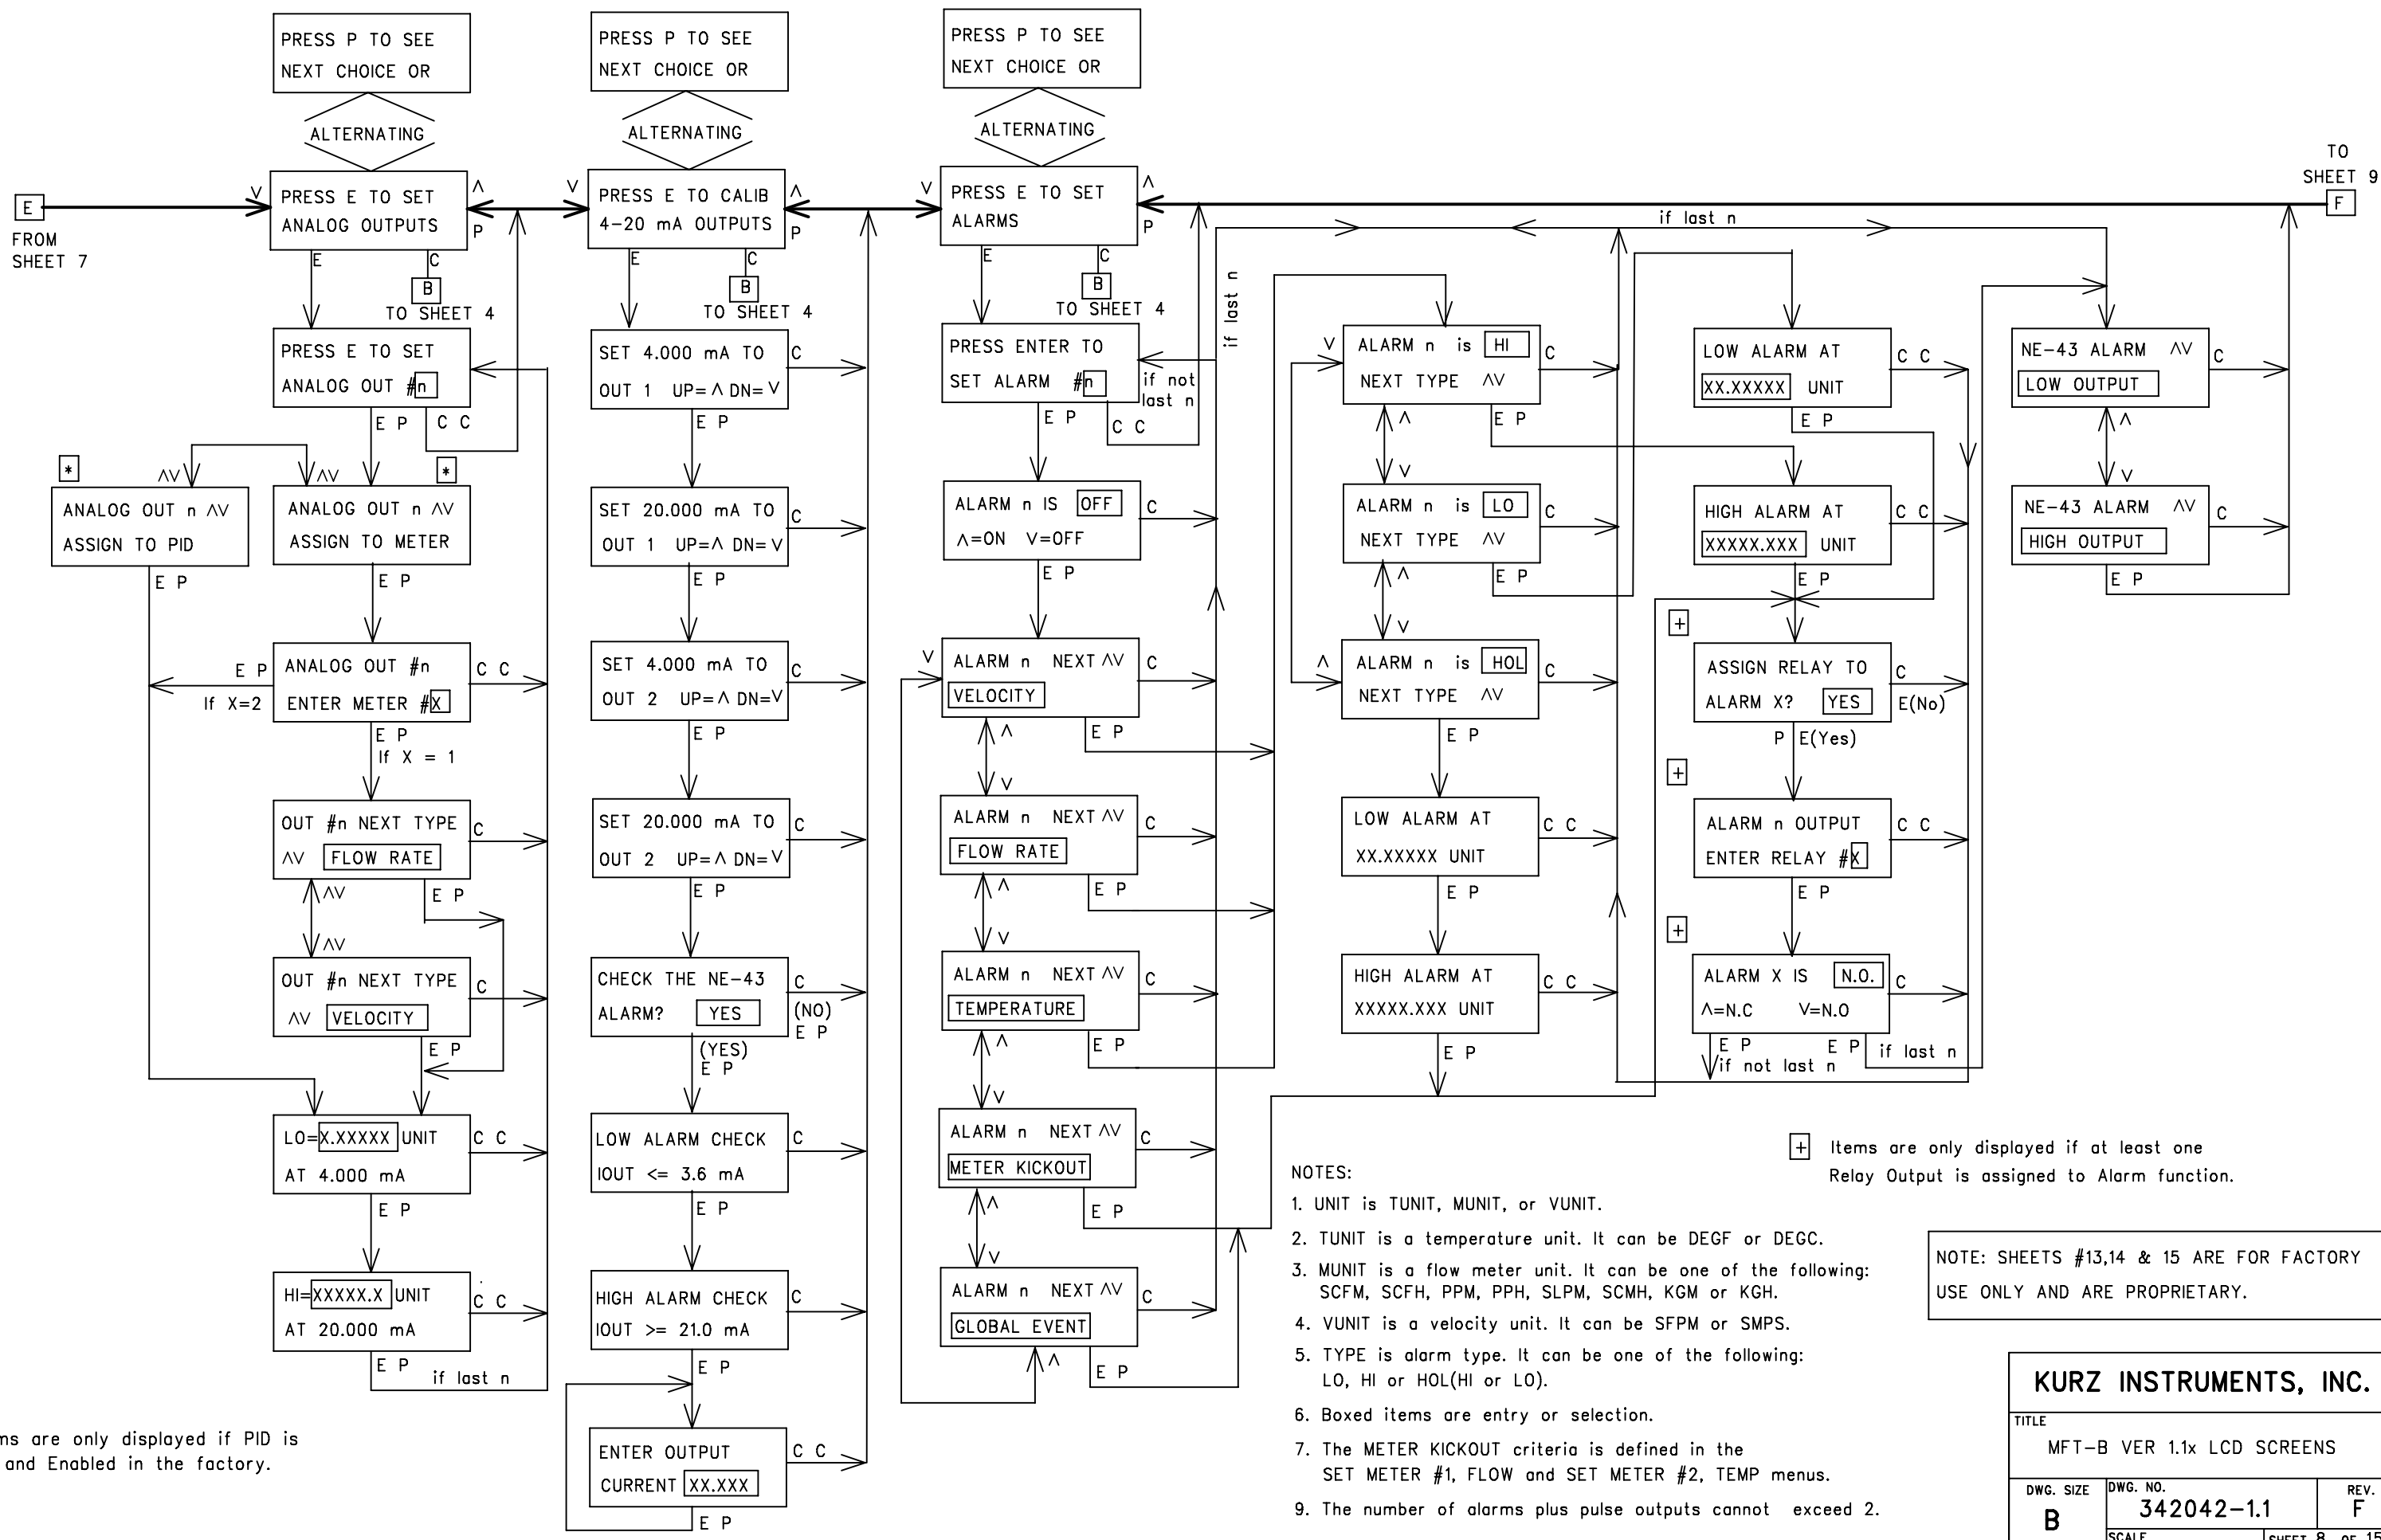 PRESS P TO SEE
NEXT CHOICE OR
ALTERNATING
E
FROM
SHEET 7
V
PRESS E TO SET
ANALOG OUTPUTS
Λ
P
E
C
B
TO SHEET 4
PRESS E TO SET
ANALOG OUT #n
E P
C C
*
ΛV
ΛV
*
ANALOG OUT n ΛV
ASSIGN TO PID
E P
ANALOG OUT n ΛV
ASSIGN TO METER
E P
E P
If X=2
ANALOG OUT #n
ENTER METER #X
C C
E P
If X = 1
OUT #n NEXT TYPE
ΛV FLOW RATE
C
E P
ΛV
ΛV
OUT #n NEXT TYPE
ΛV VELOCITY
C
E P
LO=X.XXXXX UNIT
AT 4.000 mA
C C
E P
HI=XXXXX.X UNIT
AT 20.000 mA
C C
E P
if last n
ms are only displayed if PID is
and Enabled in the factory.
PRESS P TO SEE
NEXT CHOICE OR
ALTERNATING
V
PRESS E TO CALIB
4-20 mA OUTPUTS
Λ
P
E
C
B
TO SHEET 4
SET 4.000 mA TO
OUT 1 UP=Λ DN=V
C
E P
SET 20.000 mA TO
OUT 1 UP=Λ DN=V
C
E P
SET 4.000 mA TO
OUT 2 UP=Λ DN=V
C
E P
SET 20.000 mA TO
OUT 2 UP=Λ DN=V
C
E P
CHECK THE NE-43
ALARM? YES
C
(NO)
E P
(YES)
E P
LOW ALARM CHECK
IOUT <= 3.6 mA
C
E P
HIGH ALARM CHECK
IOUT >= 21.0 mA
C
E P
ENTER OUTPUT
CURRENT XX.XXX
C C
E P
PRESS P TO SEE
NEXT CHOICE OR
ALTERNATING
V
PRESS E TO SET
ALARMS
Λ
P
E
C
B
TO SHEET 4
PRESS ENTER TO
SET ALARM #n
if not
last n
if last n
E P
C C
ALARM n IS OFF
Λ=ON V=OFF
C
E P
V
ALARM n NEXT ΛV
VELOCITY
C
E P
Λ
V
ALARM n NEXT ΛV
FLOW RATE
C
E P
Λ
V
ALARM n NEXT ΛV
TEMPERATURE
C
E P
Λ
V
ALARM n NEXT ΛV
METER KICKOUT
C
E P
Λ
V
ALARM n NEXT ΛV
GLOBAL EVENT
C
Λ
E P
if last n
V
ALARM n is HI
NEXT TYPE ΛV
C
Λ
E P
V
ALARM n is LO
NEXT TYPE ΛV
C
Λ
E P
V
Λ
ALARM n is HOL
NEXT TYPE ΛV
C
E P
LOW ALARM AT
XX.XXXXX UNIT
C C
E P
HIGH ALARM AT
XXXXX.XXX UNIT
C C
E P
LOW ALARM AT
XX.XXXXX UNIT
C C
E P
HIGH ALARM AT
XXXXX.XXX UNIT
C C
E P
+
ASSIGN RELAY TO
ALARM X? YES
C
E(No)
P E(Yes)
+
ALARM n OUTPUT
ENTER RELAY #X
C C
E P
+
ALARM X IS N.O.
Λ=N.C V=N.O
C
E P
if not last n
E P
if last n
TO
SHEET 9
F
NE-43 ALARM ΛV
LOW OUTPUT
C
Λ
V
NE-43 ALARM ΛV
HIGH OUTPUT
C
E P
+ Items are only displayed if at least one
Relay Output is assigned to Alarm function.
NOTES:
1. UNIT is TUNIT, MUNIT, or VUNIT.
2. TUNIT is a temperature unit. It can be DEGF or DEGC.
3. MUNIT is a flow meter unit. It can be one of the following:
SCFM, SCFH, PPM, PPH, SLPM, SCMH, KGM or KGH.
4. VUNIT is a velocity unit. It can be SFPM or SMPS.
5. TYPE is alarm type. It can be one of the following:
LO, HI or HOL(HI or LO).
6. Boxed items are entry or selection.
7. The METER KICKOUT criteria is defined in the
SET METER #1, FLOW and SET METER #2, TEMP menus.
9. The number of alarms plus pulse outputs cannot exceed 2.
NOTE: SHEETS #13,14 & 15 ARE FOR FACTORY
USE ONLY AND ARE PROPRIETARY.
KURZ INSTRUMENTS, INC.
TITLE
MFT-B VER 1.1x LCD SCREENS
DWG. SIZE
B
DWG. NO.
342042-1.1
REV.
F
SCALE
SHEET 8 OF 15